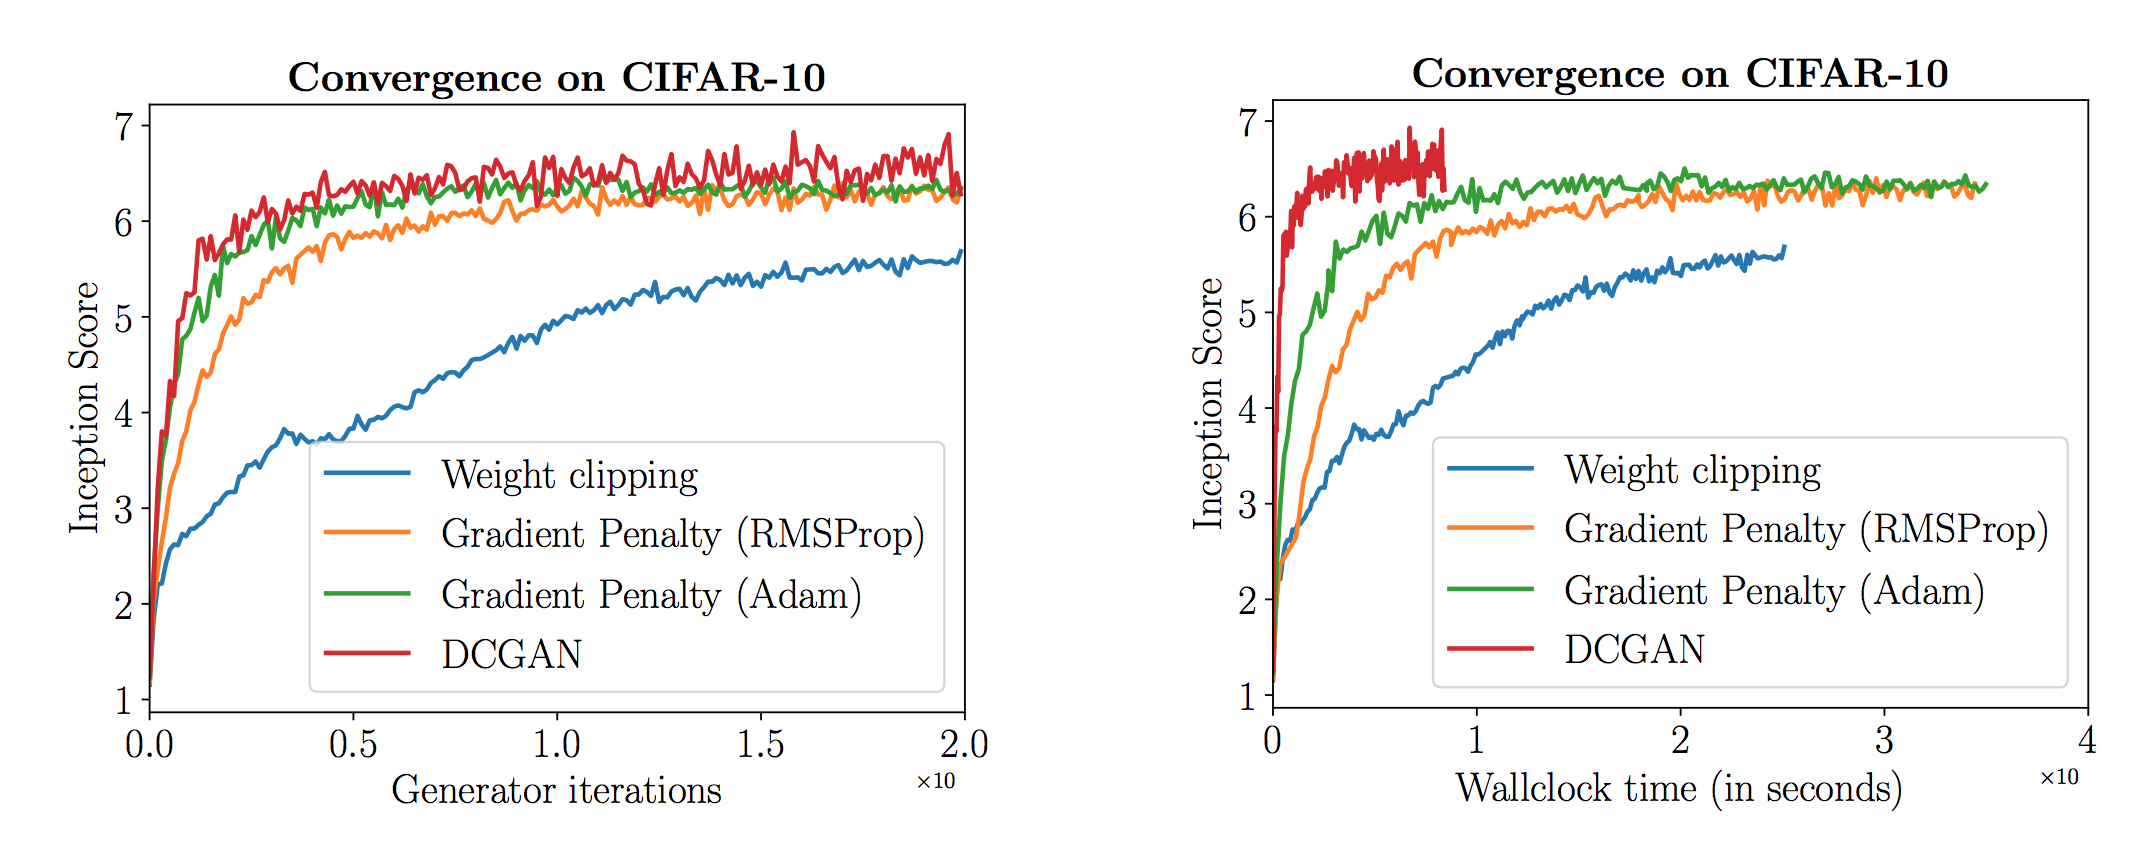 Convergence on CIFAR-10
7
6
5
4
3
2
1
Inception Score
Weight clipping
Gradient Penalty (RMSProp)
Gradient Penalty (Adam)
DCGAN
0.0 0.5 1.0 1.5 2.0
×10
Generator iterations
Convergence on CIFAR-10
7
6
5
4
3
2
1
Inception Score
Weight clipping
Gradient Penalty (RMSProp)
Gradient Penalty (Adam)
DCGAN
0 1 2 3 4
×10
Wallclock time (in seconds)